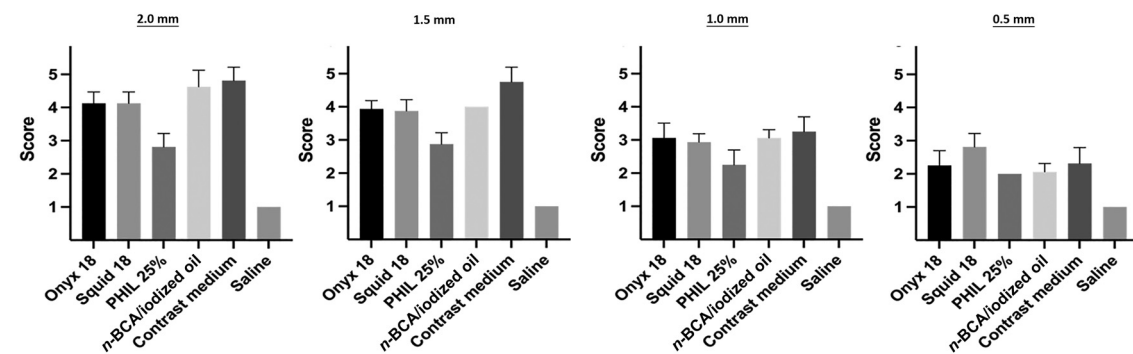 2.0 mm
Score
5
4
3
2
1
Onyx 18
Squid 18
PHIL 25%
n-BCA/iodized oil
Contrast medium
Saline
1.5 mm
Score
5
4
3
2
1
Onyx 18
Squid 18
PHIL 25%
n-BCA/iodized oil
Contrast medium
Saline
1.0 mm
Score
5
4
3
2
1
Onyx 18
Squid 18
PHIL 25%
n-BCA/iodized oil
Contrast medium
Saline
0.5 mm
Score
5
4
3
2
1
Onyx 18
Squid 18
PHIL 25%
n-BCA/iodized oil
Contrast medium
Saline